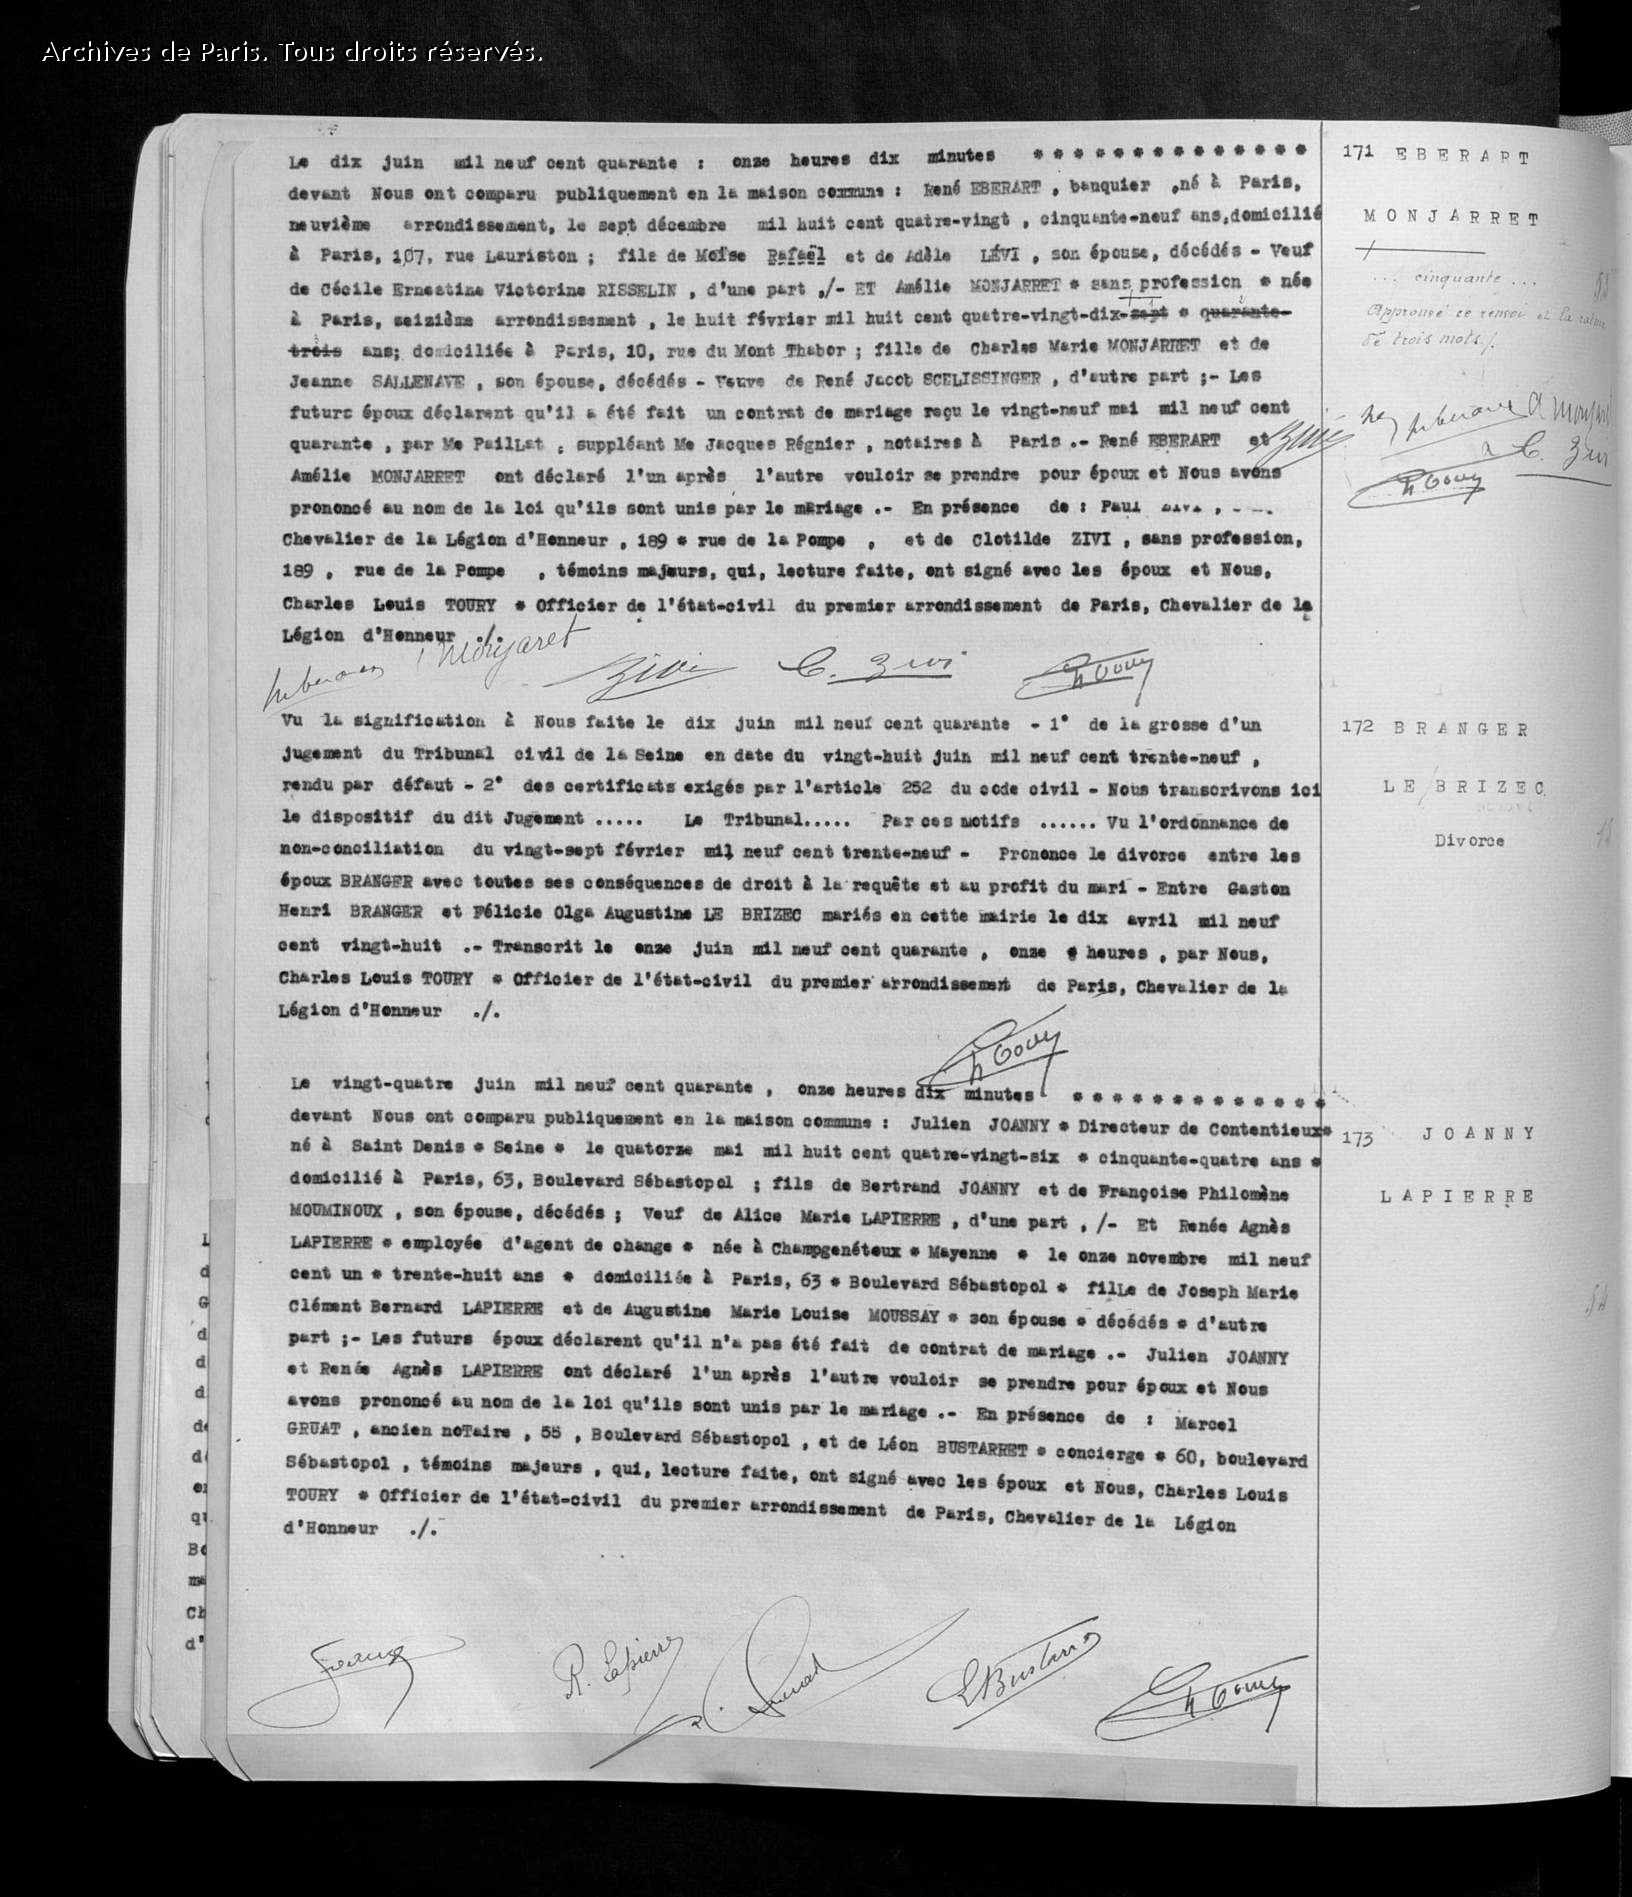 Archives de Paris. Tous droits réservés.
Le dix juin mil neuf cent quarante : onze heures dix minutes * * * * * * * * * * * * * *
devant Nous ont comparu publiquement en la maison commune : René EBERART , banquier ,né à Paris,
neuvième arrondissement, le sept décembre mil huit cent quatre-vingt , cinquante-neuf ans,domicilié
à Paris, 107, rue Lauriston ; fils de Moïse Rafaël et de Adèle LÉVI , son épouse, décédés - Veuf
de Cécile Ernestine Victorine RISSELIN , d'une part ,/- ET Amélie MONJARRET * sans profession * née
à Paris, seizième arrondissement , le huit février mil huit cent quatre-vingt-dix-sept * quarante-
trois ans; domiciliée à Paris, 10, rue du Mont Thabor ; fille de Charles Marie MONJARRET et de
Jeanne SALLENAVE , son épouse, décédés - Veuve de René Jacob SCELISSINGER , d'autre part ;- Les
futurs époux déclarent qu'il a été fait un contrat de mariage reçu le vingt-neuf mai mil neuf cent
quarante , par Me PailLat , suppléant Me Jacques Régnier , notaires à Paris .- René EBERART et
Amélie MONJARRET ont déclaré l'un après l'autre vouloir se prendre pour époux et Nous avons
prononcé au nom de la loi qu'ils sont unis par le mariage .- En présence de : Paul
Chevalier de la Légion d'Honneur , 189 * rue de la Pompe , et de Clotilde ZIVI , sans profession,
189 , rue de la Pompe , témoins majeurs, qui, lecture faite, ont signé avec les époux et Nous,
Charles Louis TOURY * Officier de l'état-civil du premier arrondissement de Paris, Chevalier de la
Légion d'Honneur ./.
Monjaret Zivi C. Zivi
171 EBERART
MONJARRET
cinquante
Approuvé ce renvoi et la rature
de trois mots ./.
Zivi
C. Zivi
Vu la signification à Nous faite le dix juin mil neuf cent quarante - 1° de la grosse d'un
jugement du Tribunal civil de la Seine en date du vingt-huit juin mil neuf cent trente-neuf ,
rendu par défaut - 2° des certificats exigés par l'article 252 du code civil - Nous transcrivons ici
le dispositif du dit Jugement ..... Le Tribunal..... Par ces motifs ...... Vu l'ordonnance de
non-conciliation du vingt-sept février mil neuf cent trente-neuf - Prononce le divorce entre les
époux BRANGER avec toutes ses conséquences de droit à la requête et au profit du mari - Entre Gaston
Henri BRANGER et Félicie Olga Augustine LE BRIZEC mariés en cette mairie le dix avril mil neuf
cent vingt-huit .- Transcrit le onze juin mil neuf cent quarante , onze * heures , par Nous,
Charles Louis TOURY * Officier de l'état-civil du premier arrondissement de Paris, Chevalier de la
Légion d'Honneur ./.
172 BRANGER
LE BRIZEC
Divorce
Le vingt-quatre juin mil neuf cent quarante , onze heures dix minutes * * * * * * * * * * * * *
devant Nous ont comparu publiquement en la maison commune : Julien JOANNY * Directeur de Contentieux*
né à Saint Denis * Seine * le quatorze mai mil huit cent quatre-vingt-six * cinquante-quatre ans *
domicilié à Paris, 63, Boulevard Sébastopol ; fils de Bertrand JOANNY et de Françoise Philomène
MOUMINOUX , son épouse, décédés ; Veuf de Alice Marie LAPIERRE , d'une part , /- Et Renée Agnès
LAPIERRE * employée d'agent de change * née à Champgenéteux * Mayenne * le onze novembre mil neuf
cent un * trente-huit ans * domiciliée à Paris, 63 * Boulevard Sébastopol * filLe de Joseph Marie
Clément Bernard LAPIERRE et de Augustine Marie Louise MOUSSAY * son épouse * décédés * d'autre
part ;- Les futurs époux déclarent qu'il n'a pas été fait de contrat de mariage .- Julien JOANNY
et Renée Agnès LAPIERRE ont déclaré l'un après l'autre vouloir se prendre pour époux et Nous
avons prononcé au nom de la loi qu'ils sont unis par le mariage .- En présence de : Marcel
GRUAT , ancien noTaire , 55 , Boulevard Sébastopol , et de Léon BUSTARRET * concierge * 60, boulevard
Sébastopol , témoins majeurs , qui, lecture faite, ont signé avec les époux et Nous, Charles Louis
TOURY * Officier de l'état-civil du premier arrondissement de Paris, Chevalier de la Légion
d'Honneur ./.
R. Lapierre
173 JOANNY
LAPIERRE